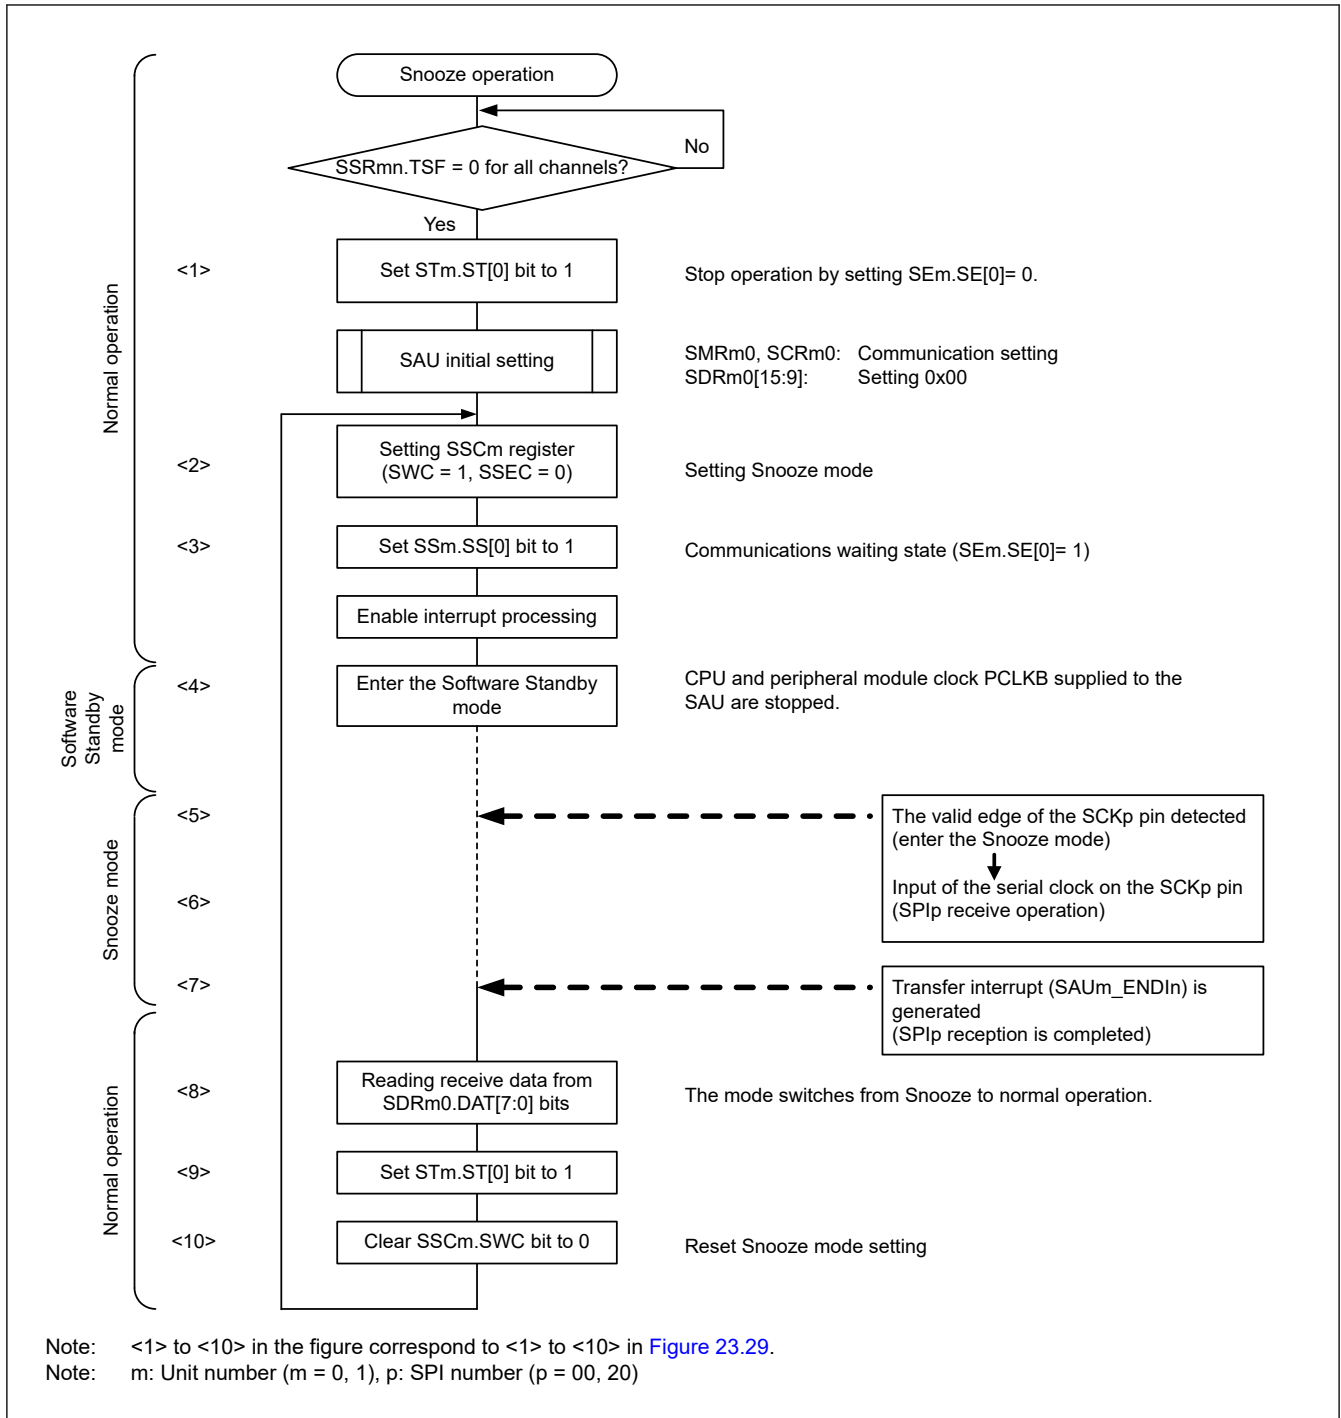 Snooze operation
No
SSRmn.TSF = 0 for all channels?
Yes
Normal operation
<1>
Set STm.ST[0] bit to 1
Stop operation by setting SEm.SE[0]= 0.
SAU initial setting
SMRm0, SCRm0: Communication setting
SDRm0[15:9]: Setting 0x00
<2>
Setting SSCm register
(SWC = 1, SSEC = 0)
Setting Snooze mode
<3>
Set SSm.SS[0] bit to 1
Communications waiting state (SEm.SE[0]= 1)
Enable interrupt processing
Software
Standby
mode
<4>
Enter the Software Standby
mode
CPU and peripheral module clock PCLKB supplied to the
SAU are stopped.
Snooze mode
<5>
The valid edge of the SCKp pin detected
(enter the Snooze mode)
<6>
Input of the serial clock on the SCKp pin
(SPIp receive operation)
<7>
Transfer interrupt (SAUm_ENDIn) is
generated
(SPIp reception is completed)
Normal operation
<8>
Reading receive data from
SDRm0.DAT[7:0] bits
The mode switches from Snooze to normal operation.
<9>
Set STm.ST[0] bit to 1
<10>
Clear SSCm.SWC bit to 0
Reset Snooze mode setting
Note: <1> to <10> in the figure correspond to <1> to <10> in Figure 23.29.
Note: m: Unit number (m = 0, 1), p: SPI number (p = 00, 20)